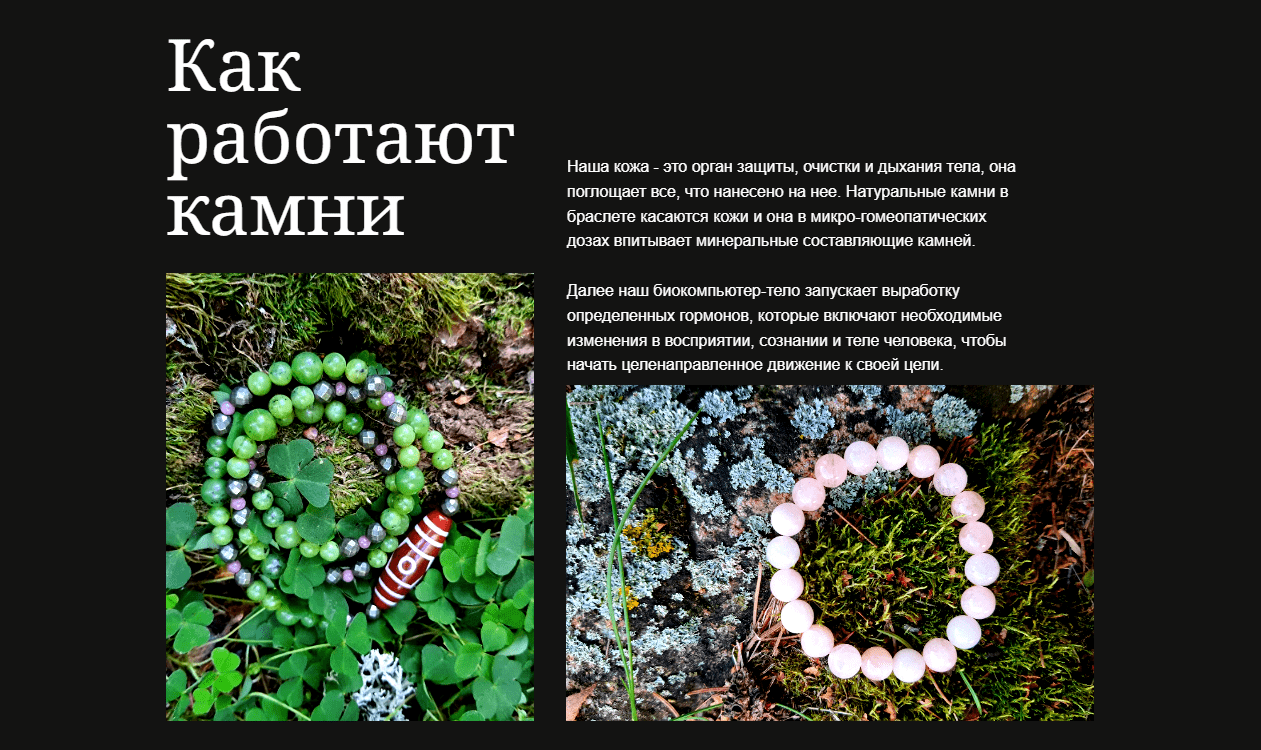 Как
работают
камни
Наша кожа - это орган защиты, очистки и дыхания тела, она
поглощает все, что нанесено на нее. Натуральные камни в
браслете касаются кожи и она в микро-гомеопатических
дозах впитывает минеральные составляющие камней.
Далее наш биокомпьютер-тело запускает выработку
определенных гормонов, которые включают необходимые
изменения в восприятии, сознании и теле человека, чтобы
начать целенаправленное движение к своей цели.